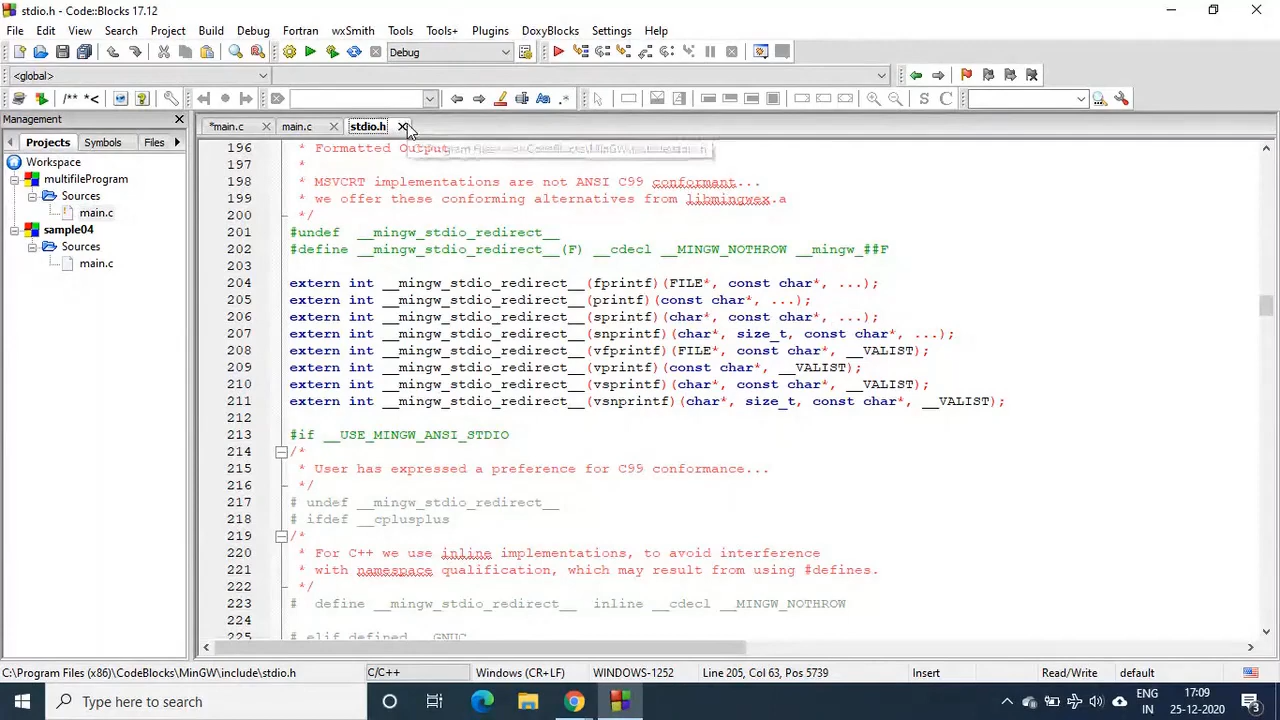 stdio.h - Code::Blocks 17.12
File Edit View Search Project Build Debug Fortran wxSmith Tools Tools+ Plugins DoxyBlocks Settings Help
Debug
<global>
/** *<
S C
Management
*main.c main.c stdio.h
Projects Symbols Files
Workspace
multifileProgram
Sources
main.c
sample04
Sources
main.c
196 * Formatted Output
197 *
198 * MSVCRT implementations are not ANSI C99 conformant...
199 * we offer these conforming alternatives from libmingwex.a
200 */
201 #undef __mingw_stdio_redirect__
202 #define __mingw_stdio_redirect__(F) __cdecl __MINGW_NOTHROW __mingw_##F
203
204 extern int __mingw_stdio_redirect__(fprintf)(FILE*, const char*, ...);
205 extern int __mingw_stdio_redirect__(printf)(const char*, ...);
206 extern int __mingw_stdio_redirect__(sprintf)(char*, const char*, ...);
207 extern int __mingw_stdio_redirect__(snprintf)(char*, size_t, const char*, ...);
208 extern int __mingw_stdio_redirect__(vfprintf)(FILE*, const char*, __VALIST);
209 extern int __mingw_stdio_redirect__(vprintf)(const char*, __VALIST);
210 extern int __mingw_stdio_redirect__(vsprintf)(char*, const char*, __VALIST);
211 extern int __mingw_stdio_redirect__(vsnprintf)(char*, size_t, const char*, __VALIST);
212
213 #if __USE_MINGW_ANSI_STDIO
214 /*
215 * User has expressed a preference for C99 conformance...
216 */
217 # undef __mingw_stdio_redirect__
218 # ifdef __cplusplus
219 /*
220 * For C++ we use inline implementations, to avoid interference
221 * with namespace qualification, which may result from using #defines.
222 */
223 # define __mingw_stdio_redirect__ inline __cdecl __MINGW_NOTHROW
224
225 # elif defined __GNUC
C:\Program Files (x86)\CodeBlocks\MinGW\include\stdio.h C/C++ Windows (CR+LF) WINDOWS-1252 Line 205, Col 63, Pos 5739 Insert Read/Write default
Type here to search
ENG
IN
17:09
25-12-2020
3